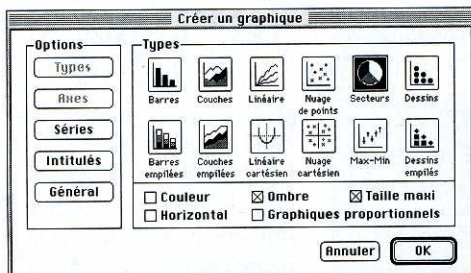 Créer un graphique
Options
Types
Axes
Séries
Intitulés
Général
Types
Barres Couches Linéaire Nuage de points Secteurs Dessins
Barres empilées Couches empilées Linéaire cartésien Nuage cartésien Max-Min Dessins empilés
Couleur Ombre Taille maxi
Horizontal Graphiques proportionnels
Annuler OK